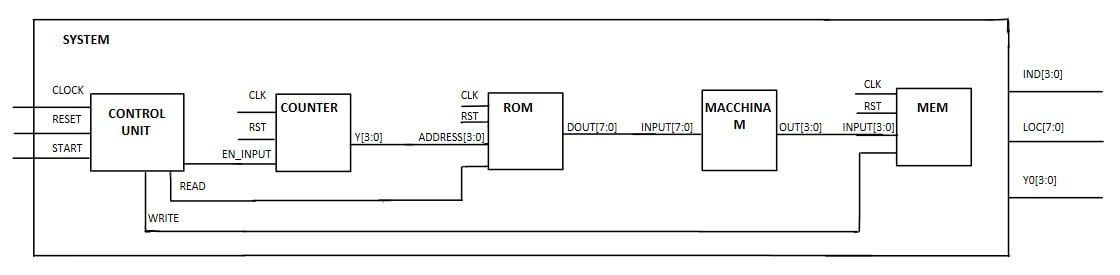 SYSTEM
CLOCK
RESET
START
CONTROL
UNIT
CLK
RST
EN_INPUT
COUNTER
Y[3:0]
READ
WRITE
CLK
RST
ADDRESS[3:0]
ROM
DOUT[7:0]
INPUT[7:0]
MACCHINA
M
OUT[3:0]
CLK
RST
INPUT[3:0]
MEM
IND[3:0]
LOC[7:0]
Y0[3:0]